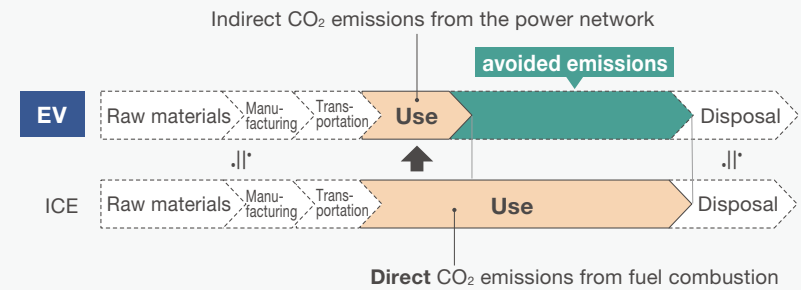 Indirect CO₂ emissions from the power network
avoided emissions
EV
Raw materials
Manu-
facturing
Trans-
portation
Use
Disposal
ICE
Raw materials
Manu-
facturing
Trans-
portation
Use
Disposal
Direct CO₂ emissions from fuel combustion